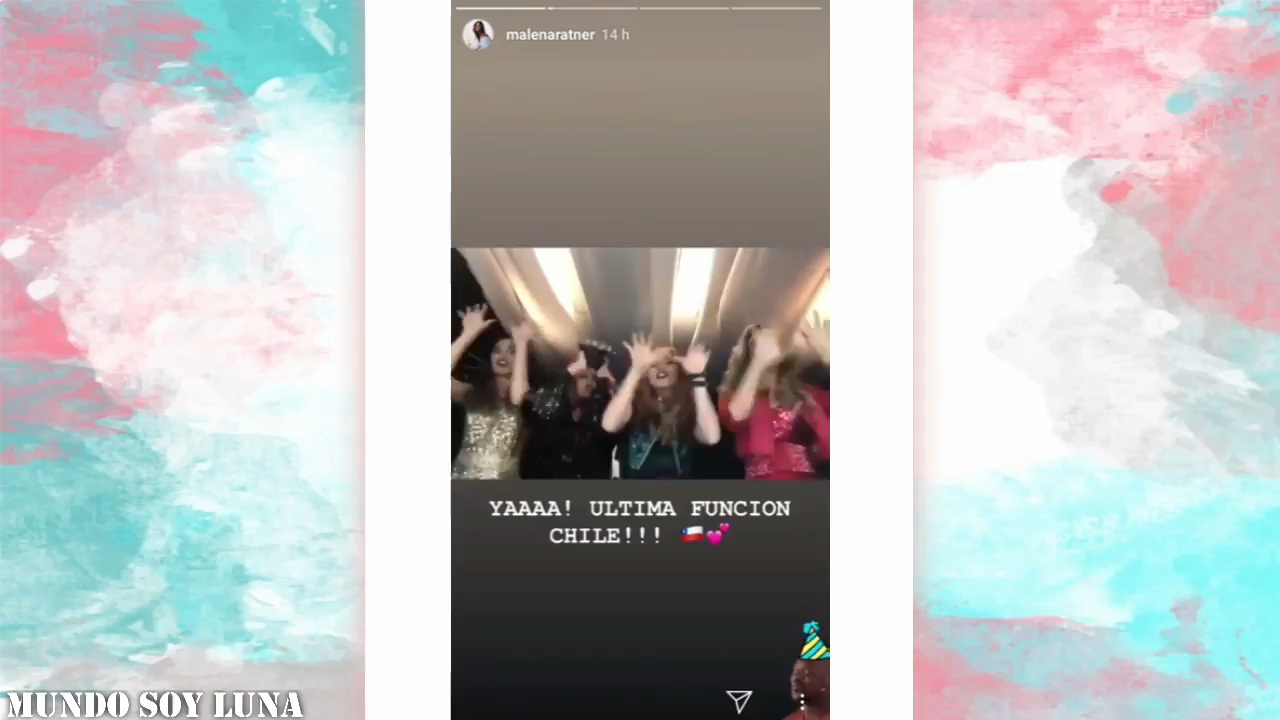 malenaratner 14 h
YAAAA! ULTIMA FUNCION
CHILE!!! 🇨🇱💕
MUNDO SOY LUNA